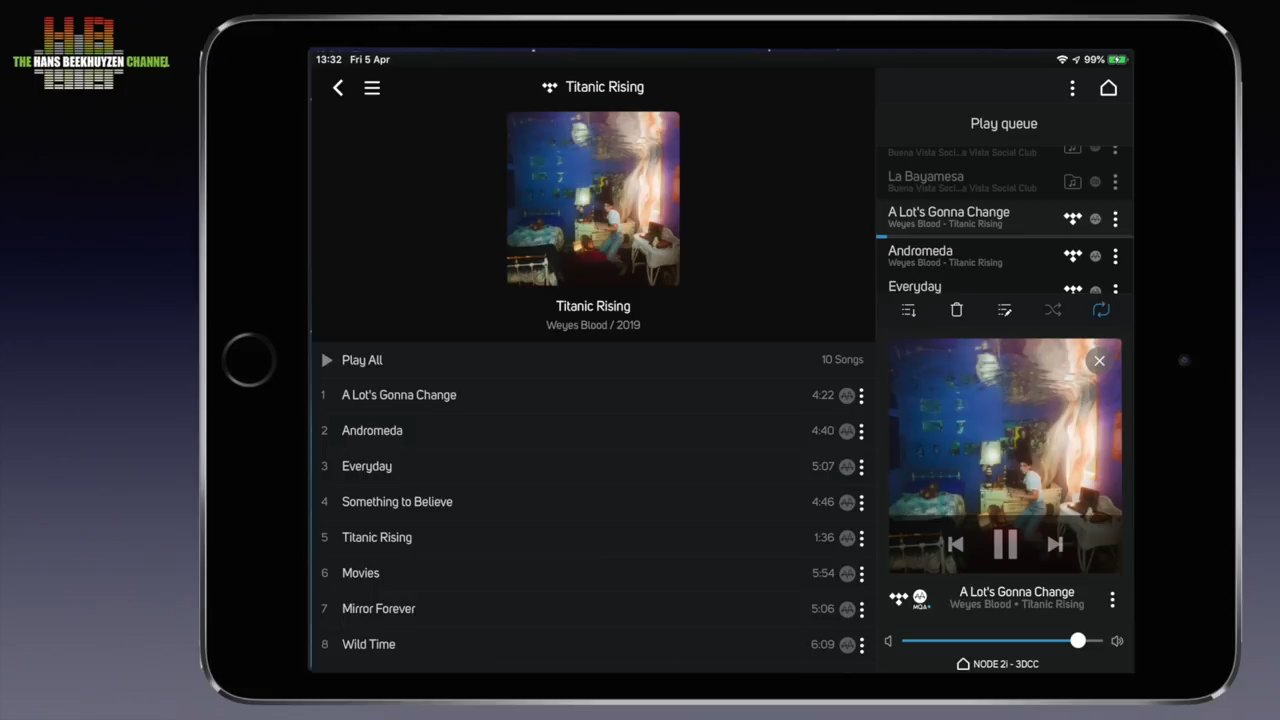 THE HANS BEEKHUYZEN CHANNEL
13:32 Fri 5 Apr
99%
Titanic Rising
Titanic Rising
Weyes Blood / 2019
Play All 10 Songs
1 A Lot's Gonna Change 4:22
2 Andromeda 4:40
3 Everyday 5:07
4 Something to Believe 4:46
5 Titanic Rising 1:36
6 Movies 5:54
7 Mirror Forever 5:06
8 Wild Time 6:09
Play queue
Buena Vista Soci...a Vista Social Club
La Bayamesa
Buena Vista Soci...a Vista Social Club
A Lot's Gonna Change
Weyes Blood - Titanic Rising
Andromeda
Weyes Blood - Titanic Rising
Everyday
MQA
A Lot's Gonna Change
Weyes Blood • Titanic Rising
NODE 2i - 3DCC